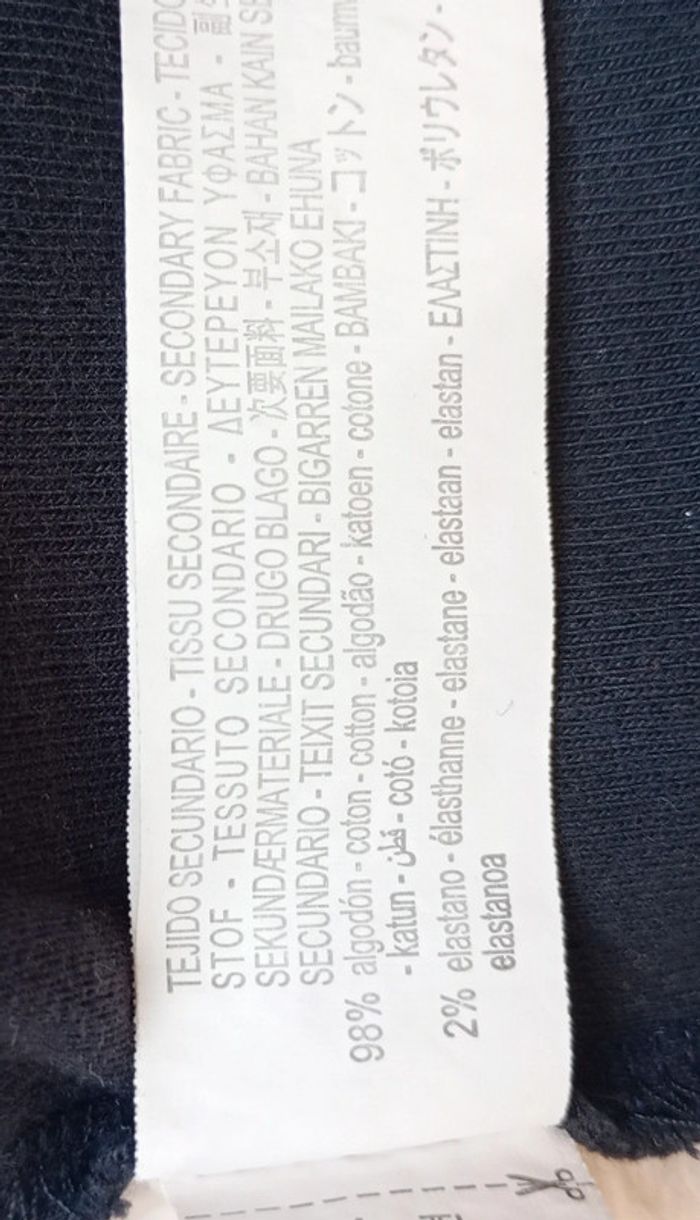 TEJIDO SECUNDARIO - TISSU SECONDAIRE - SECONDARY FABRIC - TECIDO
STOF - TESSUTO SECONDARIO - ΔΕΥΤΕΡΕΥΟΝ ΥΦΑΣΜΑ - 副
SEKUNDÆRMATERIALE - DRUGO BLAGO - 次要面料 - 부소재 - BAHAN KAIN SE
SECUNDARIO - TEIXIT SECUNDARI - BIGARREN MAILAKO EHUNA
98% algodón - coton - cotton - algodão - katoen - cotone - ΒΑΜΒΑΚΙ - コットン - baum
- katun - قطن - cotó - kotoia
2% elastano - élasthanne - elastane - elastaan - elastan - ΕΛΑΣΤΙΝΗ - ポリウレタン -
elastanoa